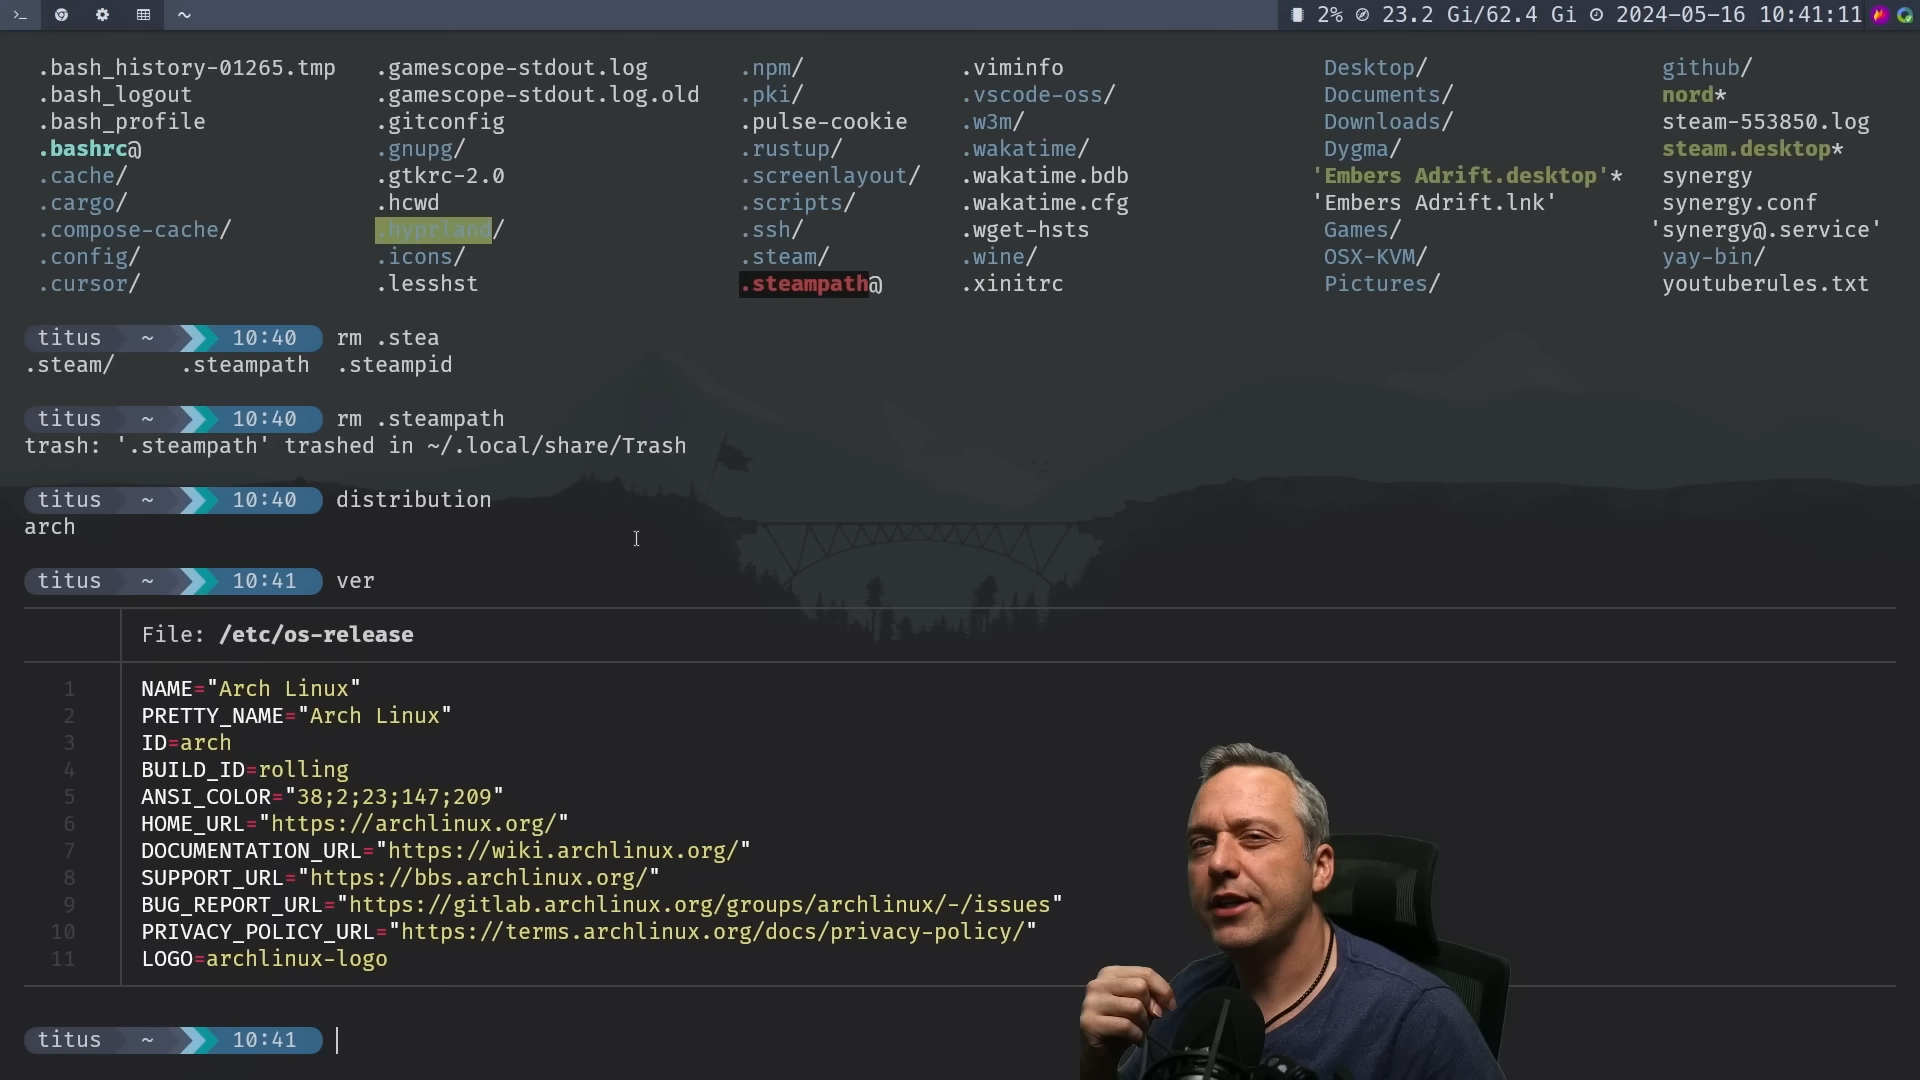 ~ 2% 23.2 Gi/62.4 Gi 2024-05-16 10:41:11
.bash_history-01265.tmp .gamescope-stdout.log .npm/ .viminfo Desktop/ github/
.bash_logout .gamescope-stdout.log.old .pki/ .vscode-oss/ Documents/ nord*
.bash_profile .gitconfig .pulse-cookie .w3m/ Downloads/ steam-553850.log
.bashrc@ .gnupg/ .rustup/ .wakatime/ Dygma/ steam.desktop*
.cache/ .gtkrc-2.0 .screenlayout/ .wakatime.bdb 'Embers Adrift.desktop'* synergy
.cargo/ .hcwd .scripts/ .wakatime.cfg 'Embers Adrift.lnk' synergy.conf
.compose-cache/ .hyprland/ .ssh/ .wget-hsts Games/ 'synergy@.service'
.config/ .icons/ .steam/ .wine/ OSX-KVM/ yay-bin/
.cursor/ .lesshst .steampath@ .xinitrc Pictures/ youtuberules.txt
titus ~ 10:40 rm .stea
.steam/ .steampath .steampid
titus ~ 10:40 rm .steampath
trash: '.steampath' trashed in ~/.local/share/Trash
titus ~ 10:40 distribution
arch
titus ~ 10:41 ver
File: /etc/os-release
1 NAME="Arch Linux"
2 PRETTY_NAME="Arch Linux"
3 ID=arch
4 BUILD_ID=rolling
5 ANSI_COLOR="38;2;23;147;209"
6 HOME_URL="https://archlinux.org/"
7 DOCUMENTATION_URL="https://wiki.archlinux.org/"
8 SUPPORT_URL="https://bbs.archlinux.org/"
9 BUG_REPORT_URL="https://gitlab.archlinux.org/groups/archlinux/-/issues"
10 PRIVACY_POLICY_URL="https://terms.archlinux.org/docs/privacy-policy/"
11 LOGO=archlinux-logo
titus ~ 10:41